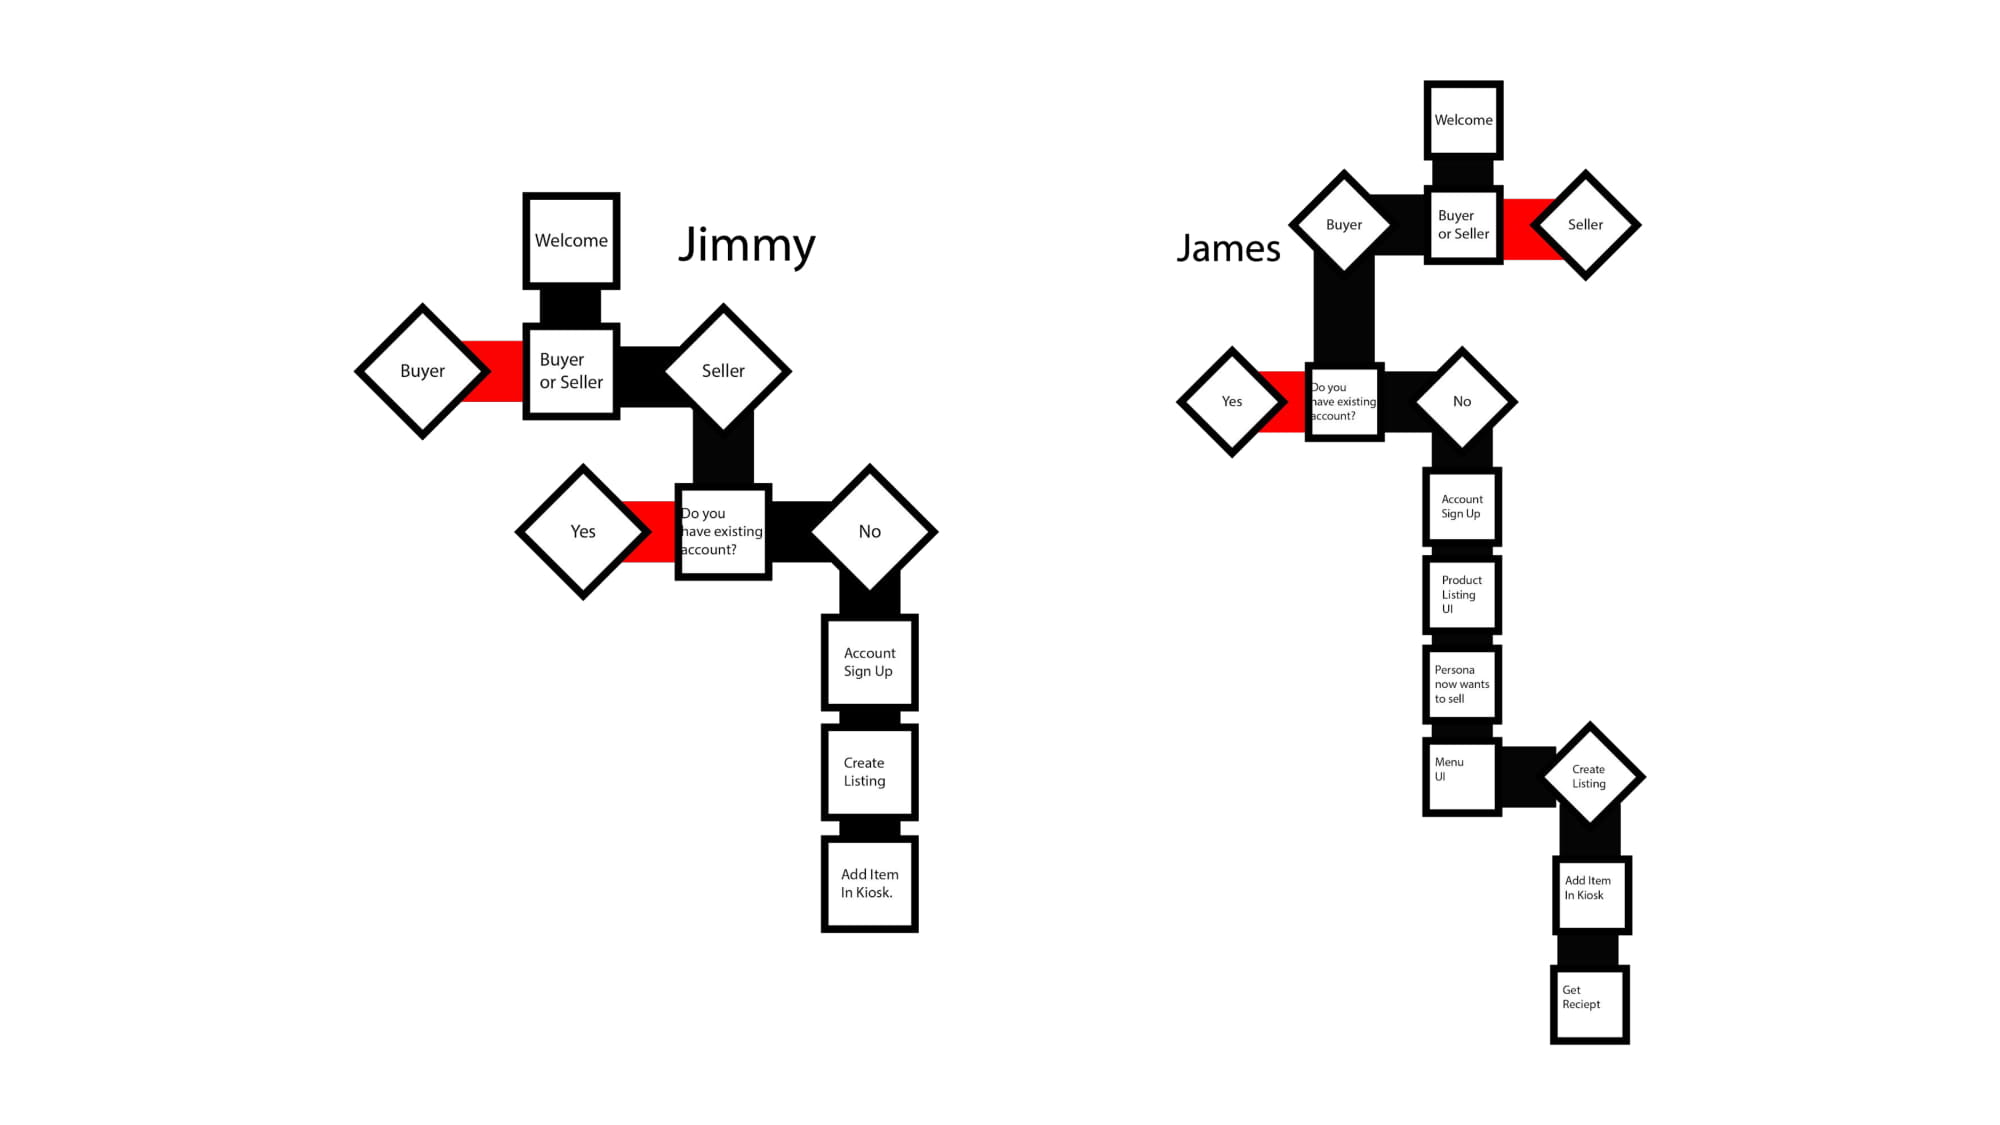 Jimmy
Welcome
Buyer
Buyer
or Seller
Seller
Yes
Do you
have existing
account?
No
Account
Sign Up
Create
Listing
Add Item
In Kiosk.
James
Welcome
Buyer
Buyer
or Seller
Seller
Yes
Do you
have existing
account?
No
Account
Sign Up
Product
Listing
UI
Persona
now wants
to sell
Menu
UI
Create
Listing
Add Item
In Kiosk
Get
Reciept